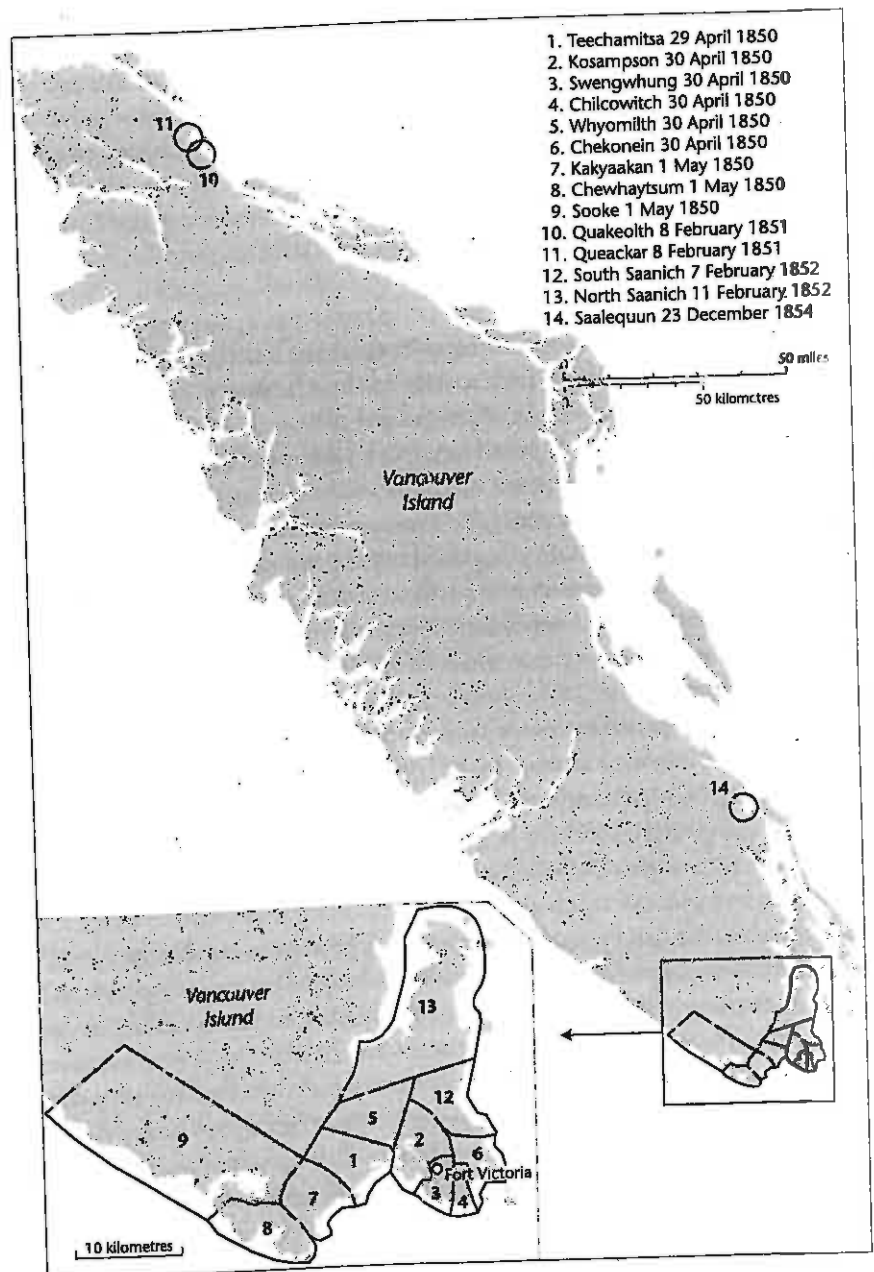 1. Teechamitsa 29 April 1850
2. Kosampson 30 April 1850
3. Swengwhung 30 April 1850
4. Chilcowitch 30 April 1850
5. Whyomilth 30 April 1850
6. Chekonein 30 April 1850
7. Kakyaakan 1 May 1850
8. Chewhaytsum 1 May 1850
9. Sooke 1 May 1850
10. Quakeolth 8 February 1851
11. Queackar 8 February 1851
12. South Saanich 7 February 1852
13. North Saanich 11 February 1852
14. Saalequun 23 December 1854
11
10
50 miles
50 kilometres
Vancouver
Island
14
Vancouver
Island
13
12
5
9
2
6
1
Fort Victoria
7
3
4
8
10 kilometres